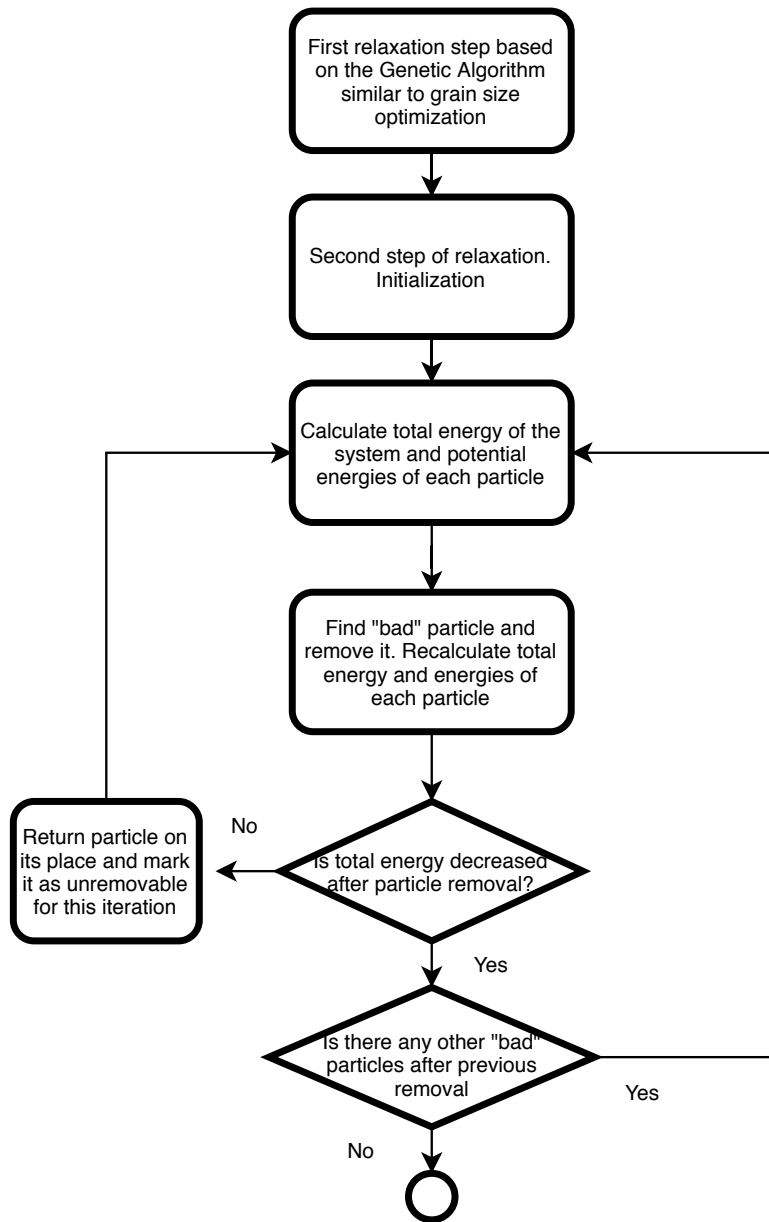 First relaxation step based
on the Genetic Algorithm
similar to grain size
optimization
Second step of relaxation.
Initialization
Calculate total energy of the
system and potential
energies of each particle
Find "bad" particle and
remove it. Recalculate total
energy and energies of
each particle
No
Return particle on
its place and mark
it as unremovable
for this iteration
Is total energy decreased
after particle removal?
Yes
Is there any other "bad"
particles after previous
removal
Yes
No